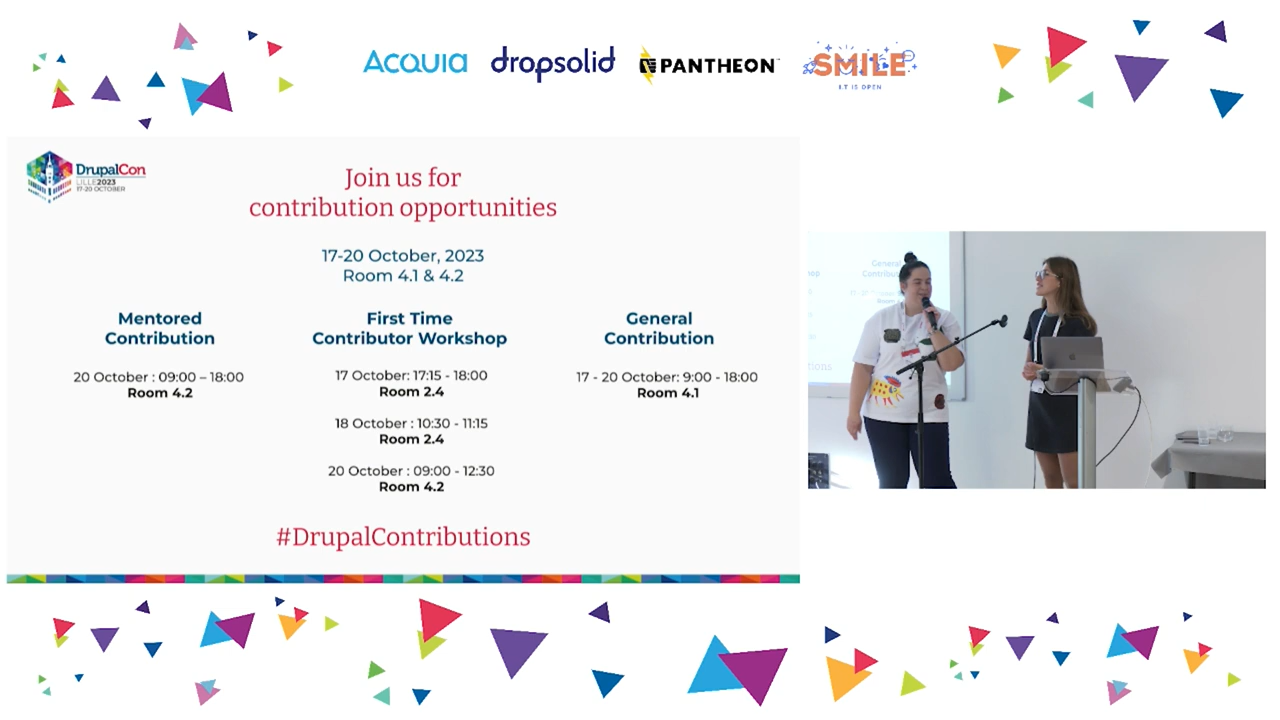 ACQUIA
dropsolid
PANTHEON
SMILE
I.T IS OPEN
DrupalCon
LILLE2023
17-20 OCTOBER
Join us for
contribution opportunities
17-20 October, 2023
Room 4.1 & 4.2
Mentored
Contribution
20 October : 09:00 – 18:00
Room 4.2
First Time
Contributor Workshop
17 October: 17:15 - 18:00
Room 2.4
18 October : 10:30 - 11:15
Room 2.4
20 October : 09:00 - 12:30
Room 4.2
General
Contribution
17 - 20 October: 9:00 - 18:00
Room 4.1
#DrupalContributions
General